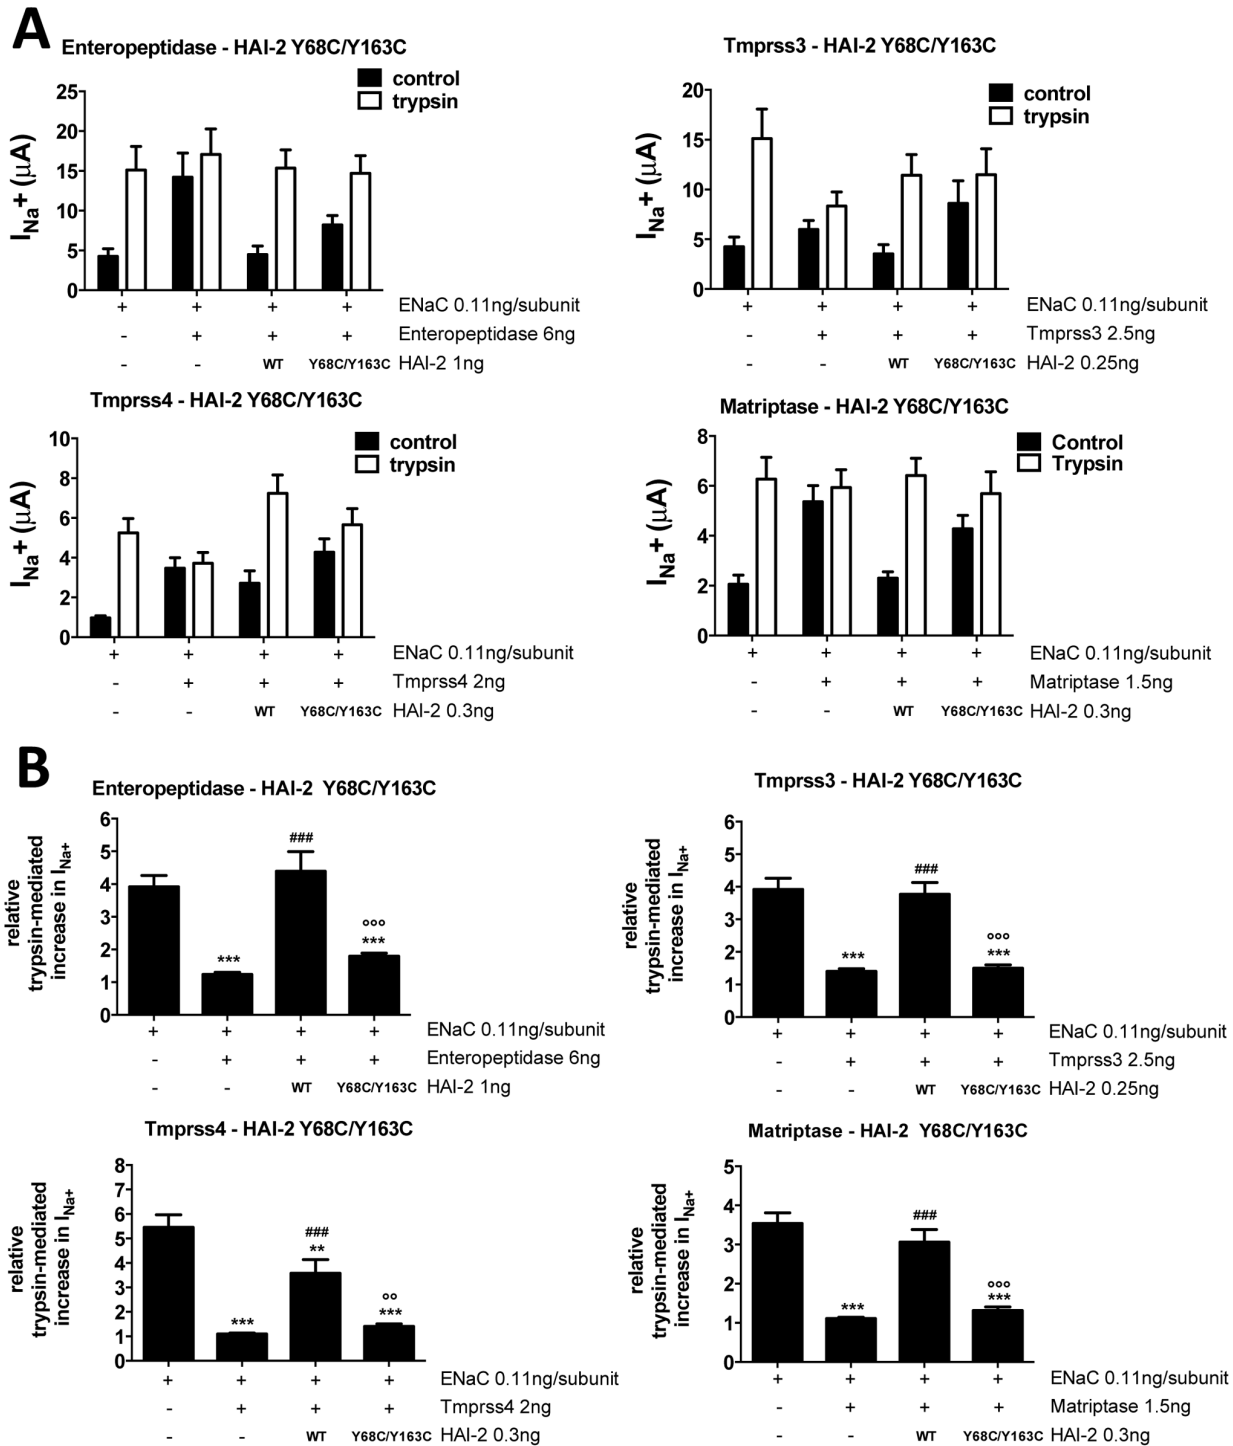 A
Enteropeptidase - HAI-2 Y68C/Y163C
control
trypsin
25
20
15
10
5
0
I Na + (µA)
+ + + + ENaC 0.11ng/subunit
- + + + Enteropeptidase 6ng
- - WT Y68C/Y163C HAI-2 1ng
Tmprss3 - HAI-2 Y68C/Y163C
control
trypsin
20
15
10
5
0
I Na + (µA)
+ + + + ENaC 0.11ng/subunit
- + + + Tmprss3 2.5ng
- - WT Y68C/Y163C HAI-2 0.25ng
Tmprss4 - HAI-2 Y68C/Y163C
control
trypsin
10
8
6
4
2
0
I Na + (µA)
+ + + + ENaC 0.11ng/subunit
- + + + Tmprss4 2ng
- - WT Y68C/Y163C HAI-2 0.3ng
Matriptase - HAI-2 Y68C/Y163C
Control
Trypsin
8
6
4
2
0
I Na + (µA)
+ + + + ENaC 0.11ng/subunit
- + + + Matriptase 1.5ng
- - WT Y68C/Y163C HAI-2 0.3ng
B
Enteropeptidase - HAI-2 Y68C/Y163C
relative
trypsin-mediated
increase in I Na+
6
5
4
3
2
1
0
###
°°°
*** ***
+ + + + ENaC 0.11ng/subunit
- + + + Enteropeptidase 6ng
- - WT Y68C/Y163C HAI-2 1ng
Tmprss3 - HAI-2 Y68C/Y163C
relative
trypsin-mediated
increase in I Na+
6
5
4
3
2
1
0
###
°°°
*** ***
+ + + + ENaC 0.11ng/subunit
- + + + Tmprss3 2.5ng
- - WT Y68C/Y163C HAI-2 0.25ng
Tmprss4 - HAI-2 Y68C/Y163C
relative
trypsin-mediated
increase in I Na+
8
7
6
5
4
3
2
1
0
###
**
°°
*** ***
+ + + + ENaC 0.11ng/subunit
- + + + Tmprss4 2ng
- - WT Y68C/Y163C HAI-2 0.3ng
Matriptase - HAI-2 Y68C/Y163C
relative
trypsin-mediated
increase in I Na+
5
4
3
2
1
0
###
°°°
*** ***
+ + + + ENaC 0.11ng/subunit
- + + + Matriptase 1.5ng
- - WT Y68C/Y163C HAI-2 0.3ng